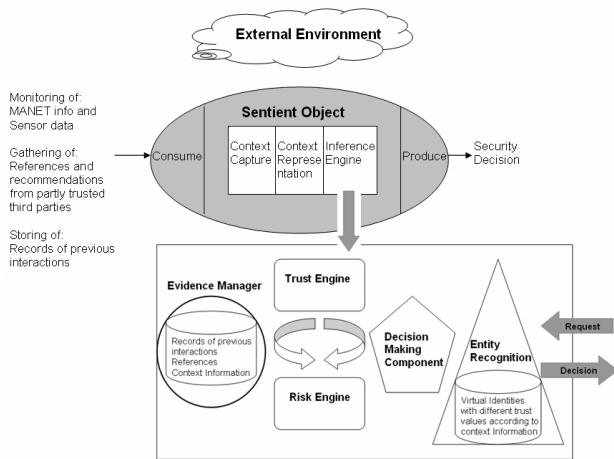 External Environment
Monitoring of:
MANET info and
Sensor data
Gathering of:
References and
recommendations
from partly trusted
third parties
Storing of:
Records of previous
interactions
Sentient Object
Consume
Context
Capture
Context
Represe
ntation
Inference
Engine
Produce
Security
Decision
Evidence Manager
Records of previous
interactions
References
Context Information
Trust Engine
Risk Engine
Decision
Making
Component
Entity
Recognition
Virtual Identities
with different trust
values according to
context Information
Request
Decision